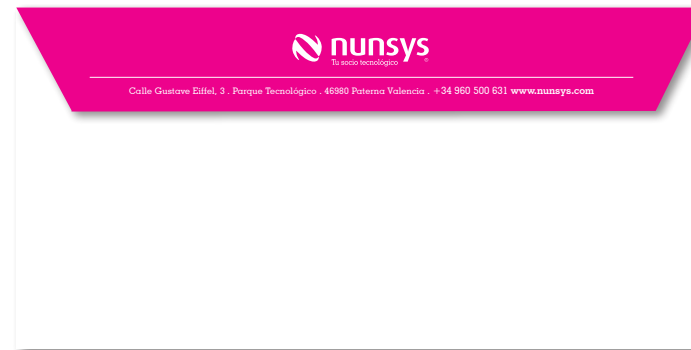 nunsys
Tu socio tecnológico ®
Calle Gustave Eiffel, 3 . Parque Tecnológico . 46980 Paterna Valencia . +34 960 500 631 www.nunsys.com